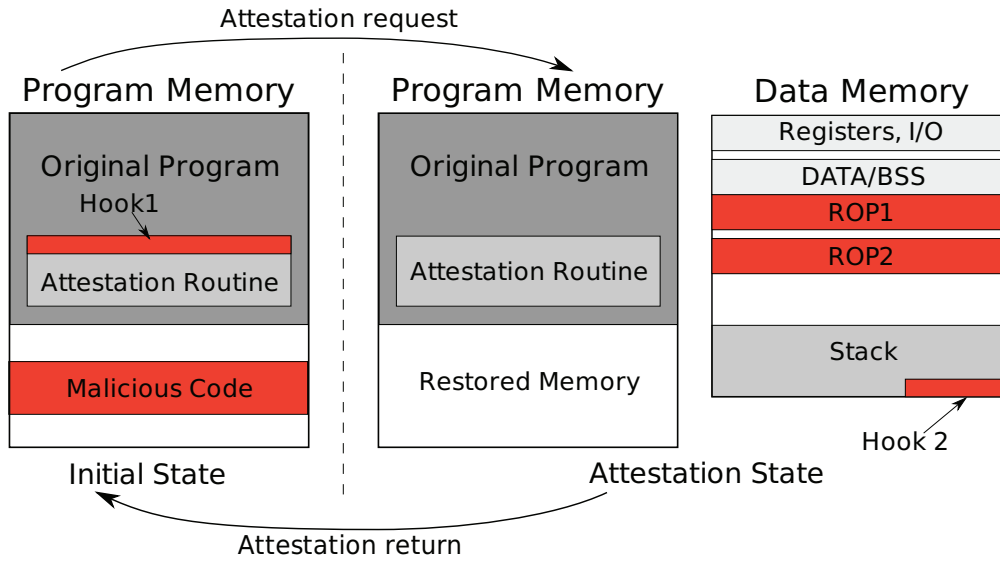 Attestation request
Program Memory
Original Program
Hook1
Attestation Routine
Malicious Code
Initial State
Program Memory
Original Program
Attestation Routine
Restored Memory
Data Memory
Registers, I/O
DATA/BSS
ROP1
ROP2
Stack
Hook 2
Attestation State
Attestation return